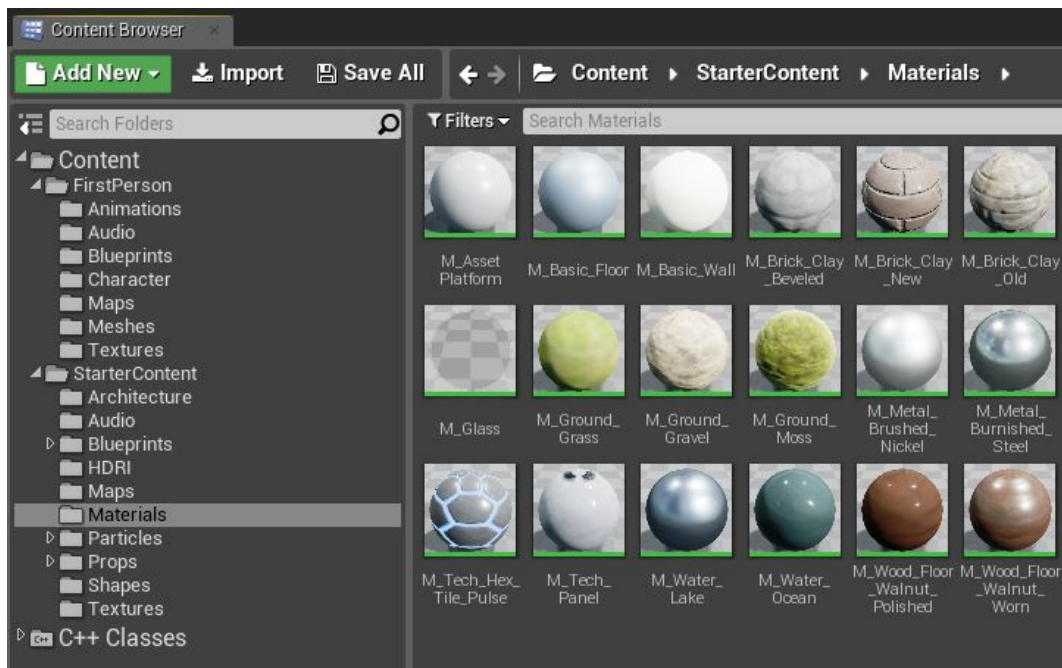 Content Browser
Add New
Import
Save All
Content
StarterContent
Materials
Search Folders
Filters
Search Materials
Content
FirstPerson
Animations
Audio
Blueprints
Character
Maps
Meshes
Textures
StarterContent
Architecture
Audio
Blueprints
HDRI
Maps
Materials
Particles
Props
Shapes
Textures
C++ C++ Classes
M_Asset
Platform
M_Basic_Floor
M_Basic_Wall
M_Brick_Clay
_Beveled
M_Brick_Clay
_New
M_Brick_Clay
_Old
M_Glass
M_Ground_
Grass
M_Ground_
Gravel
M_Ground_
Moss
M_Metal_
Brushed_
Nickel
M_Metal_
Burnished_
Steel
M_Tech_Hex_
Tile_Pulse
M_Tech_
Panel
M_Water_
Lake
M_Water_
Ocean
M_Wood_Floor
_Walnut_
Polished
M_Wood_Floor
_Walnut_
Worn